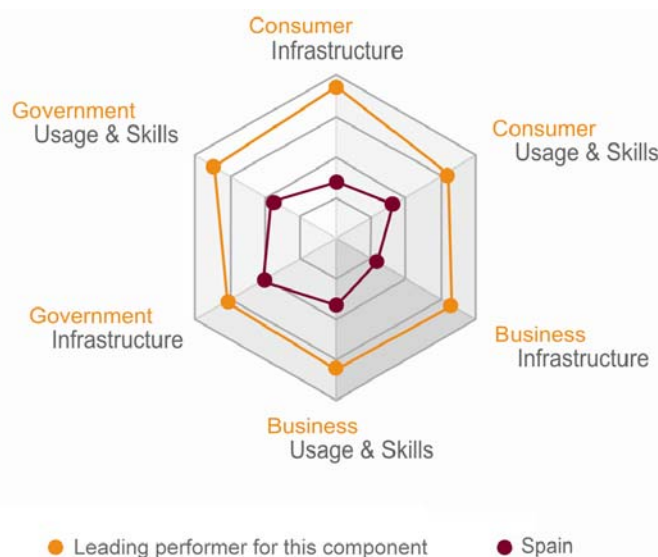 Consumer
Infrastructure
Government
Usage & Skills
Consumer
Usage & Skills
Government
Infrastructure
Business
Infrastructure
Business
Usage & Skills
Leading performer for this component
Spain